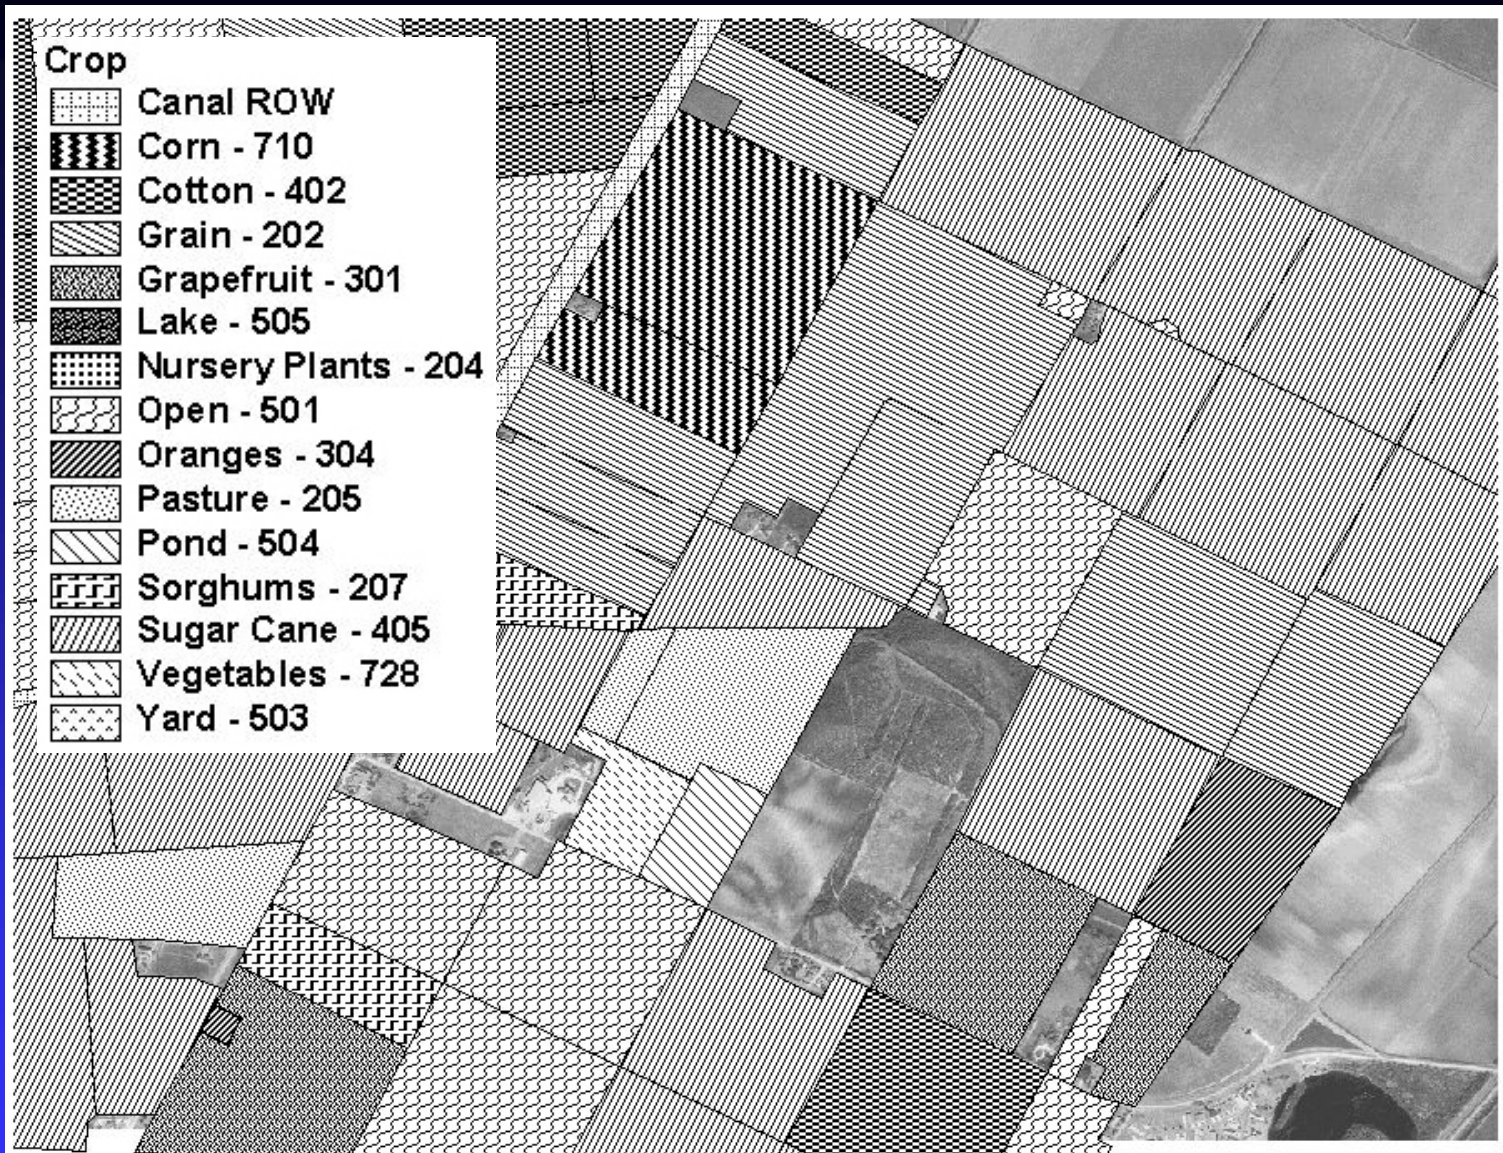 Crop
Canal ROW
Corn - 710
Cotton - 402
Grain - 202
Grapefruit - 301
Lake - 505
Nursery Plants - 204
Open - 501
Oranges - 304
Pasture - 205
Pond - 504
Sorghums - 207
Sugar Cane - 405
Vegetables - 728
Yard - 503